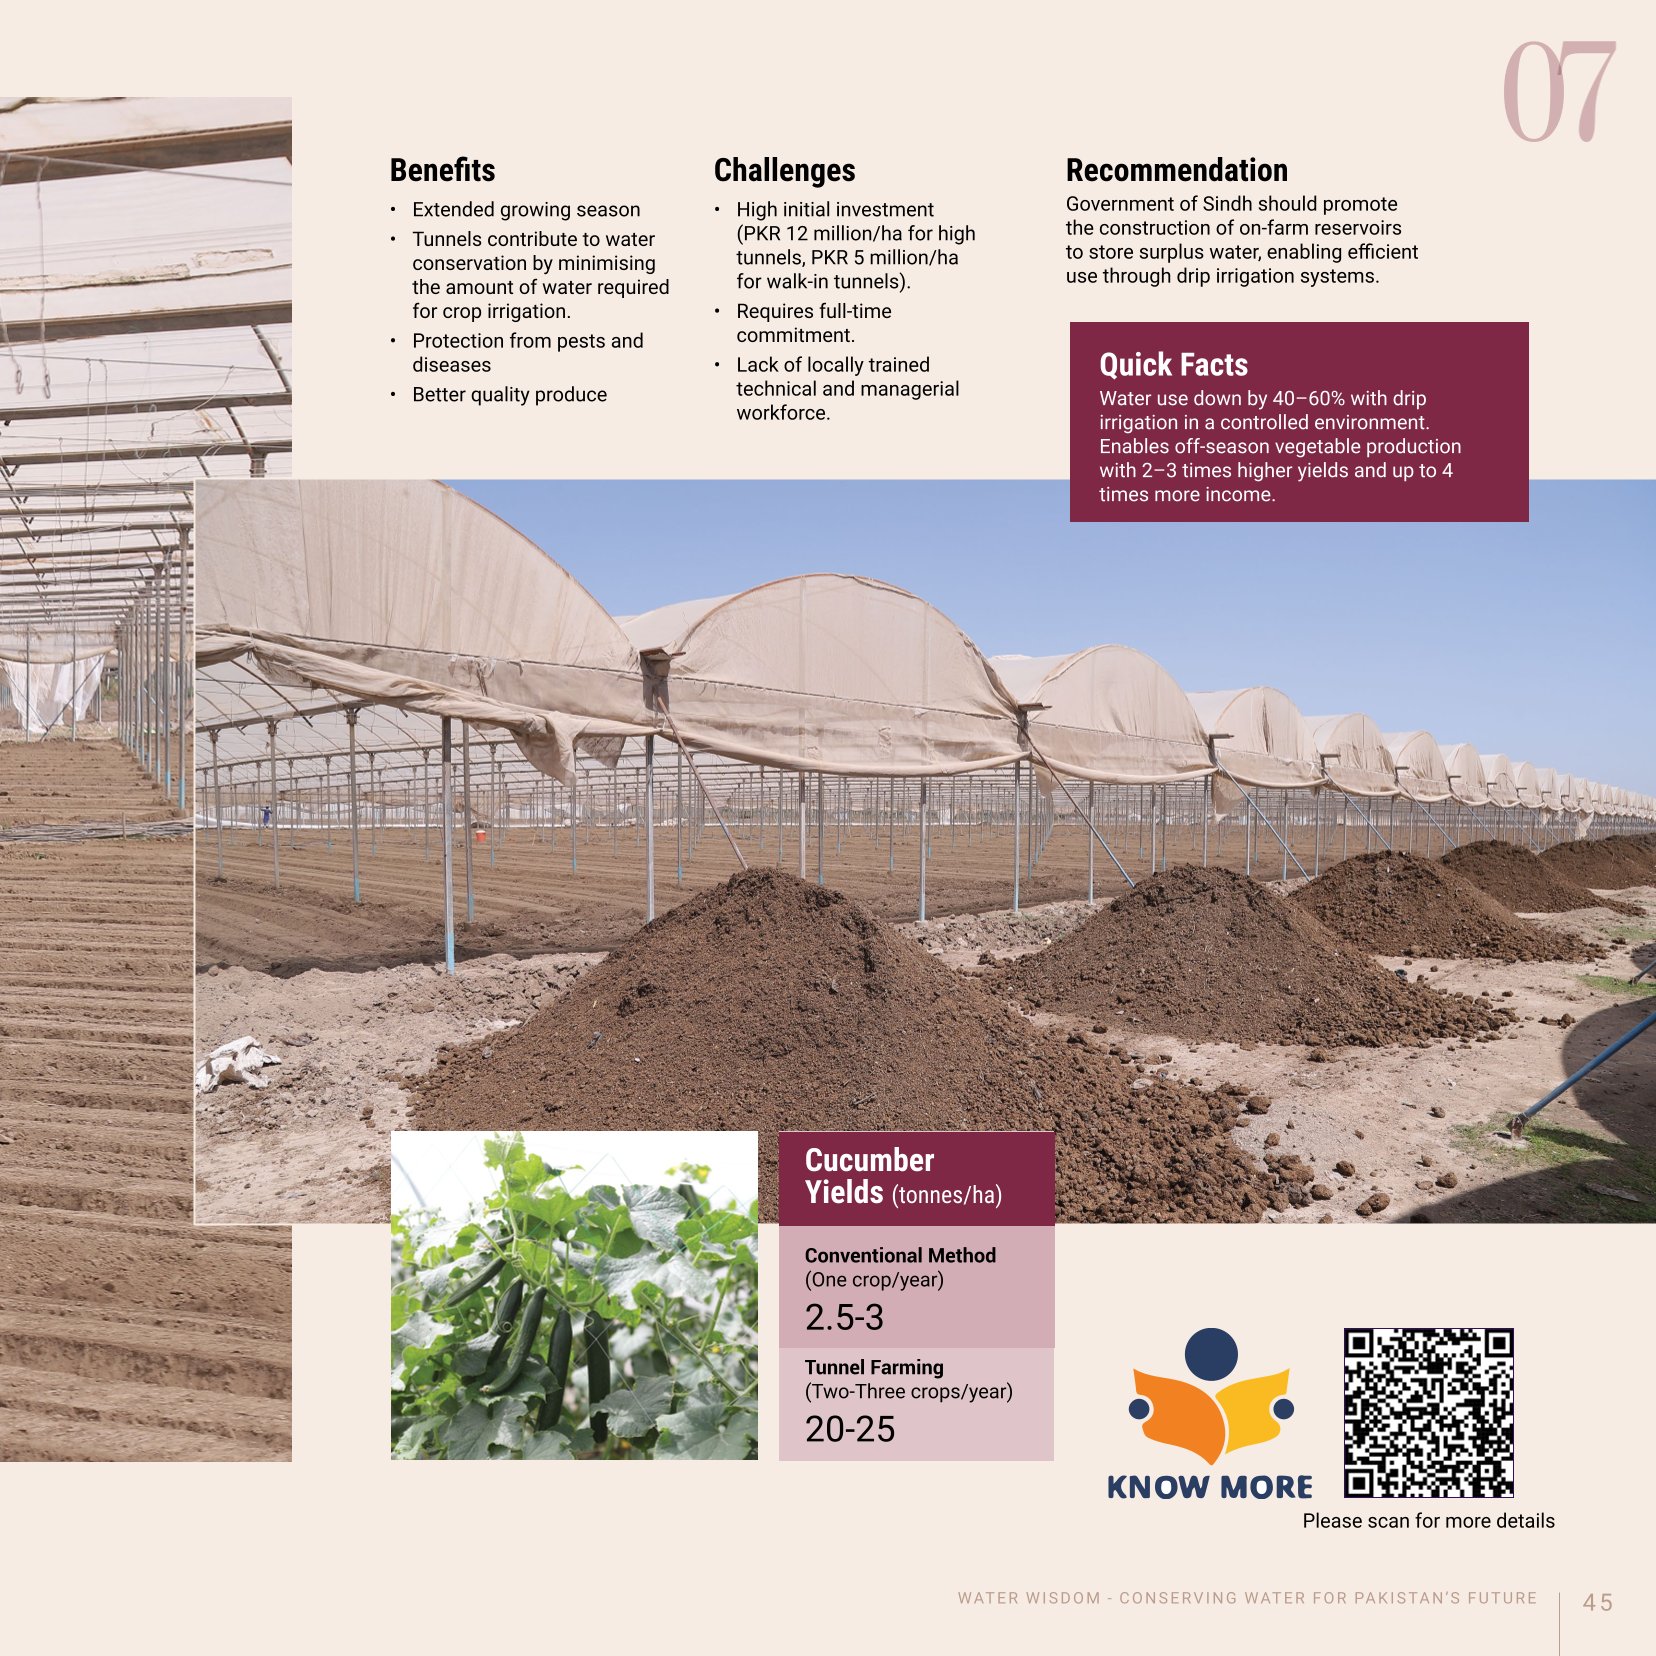 07
Benefits
• Extended growing season
• Tunnels contribute to water
conservation by minimising
the amount of water required
for crop irrigation.
• Protection from pests and
diseases
• Better quality produce
Challenges
• High initial investment
(PKR 12 million/ha for high
tunnels, PKR 5 million/ha
for walk-in tunnels).
• Requires full-time
commitment.
• Lack of locally trained
technical and managerial
workforce.
Recommendation
Government of Sindh should promote
the construction of on-farm reservoirs
to store surplus water, enabling efficient
use through drip irrigation systems.
Quick Facts
Water use down by 40–60% with drip
irrigation in a controlled environment.
Enables off-season vegetable production
with 2–3 times higher yields and up to 4
times more income.
Cucumber
Yields (tonnes/ha)
Conventional Method
(One crop/year)
2.5-3
Tunnel Farming
(Two-Three crops/year)
20-25
KNOW MORE
Please scan for more details
WATER WISDOM - CONSERVING WATER FOR PAKISTAN'S FUTURE
45